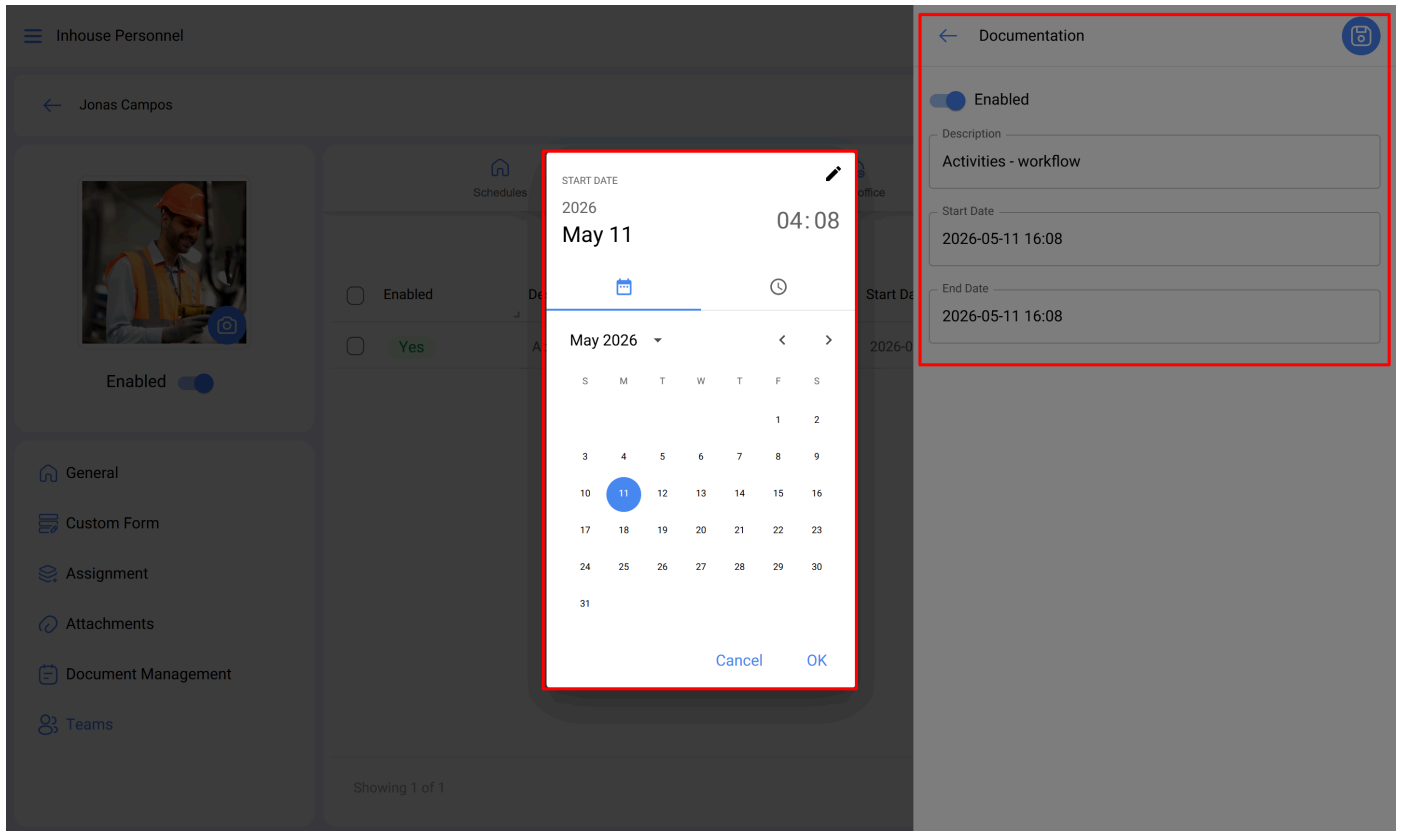 Inhouse Personnel
Jonas Campos
Enabled
General
Custom Form
Assignment
Attachments
Document Management
Teams
Schedules
office
Enabled
Start Da
Yes
2026-0
Showing 1 of 1
START DATE
2026
May 11
04:08
May 2026
S M T W T F S
1 2
3 4 5 6 7 8 9
10 11 12 13 14 15 16
17 18 19 20 21 22 23
24 25 26 27 28 29 30
31
Cancel OK
Documentation
Enabled
Description
Activities - workflow
Start Date
2026-05-11 16:08
End Date
2026-05-11 16:08